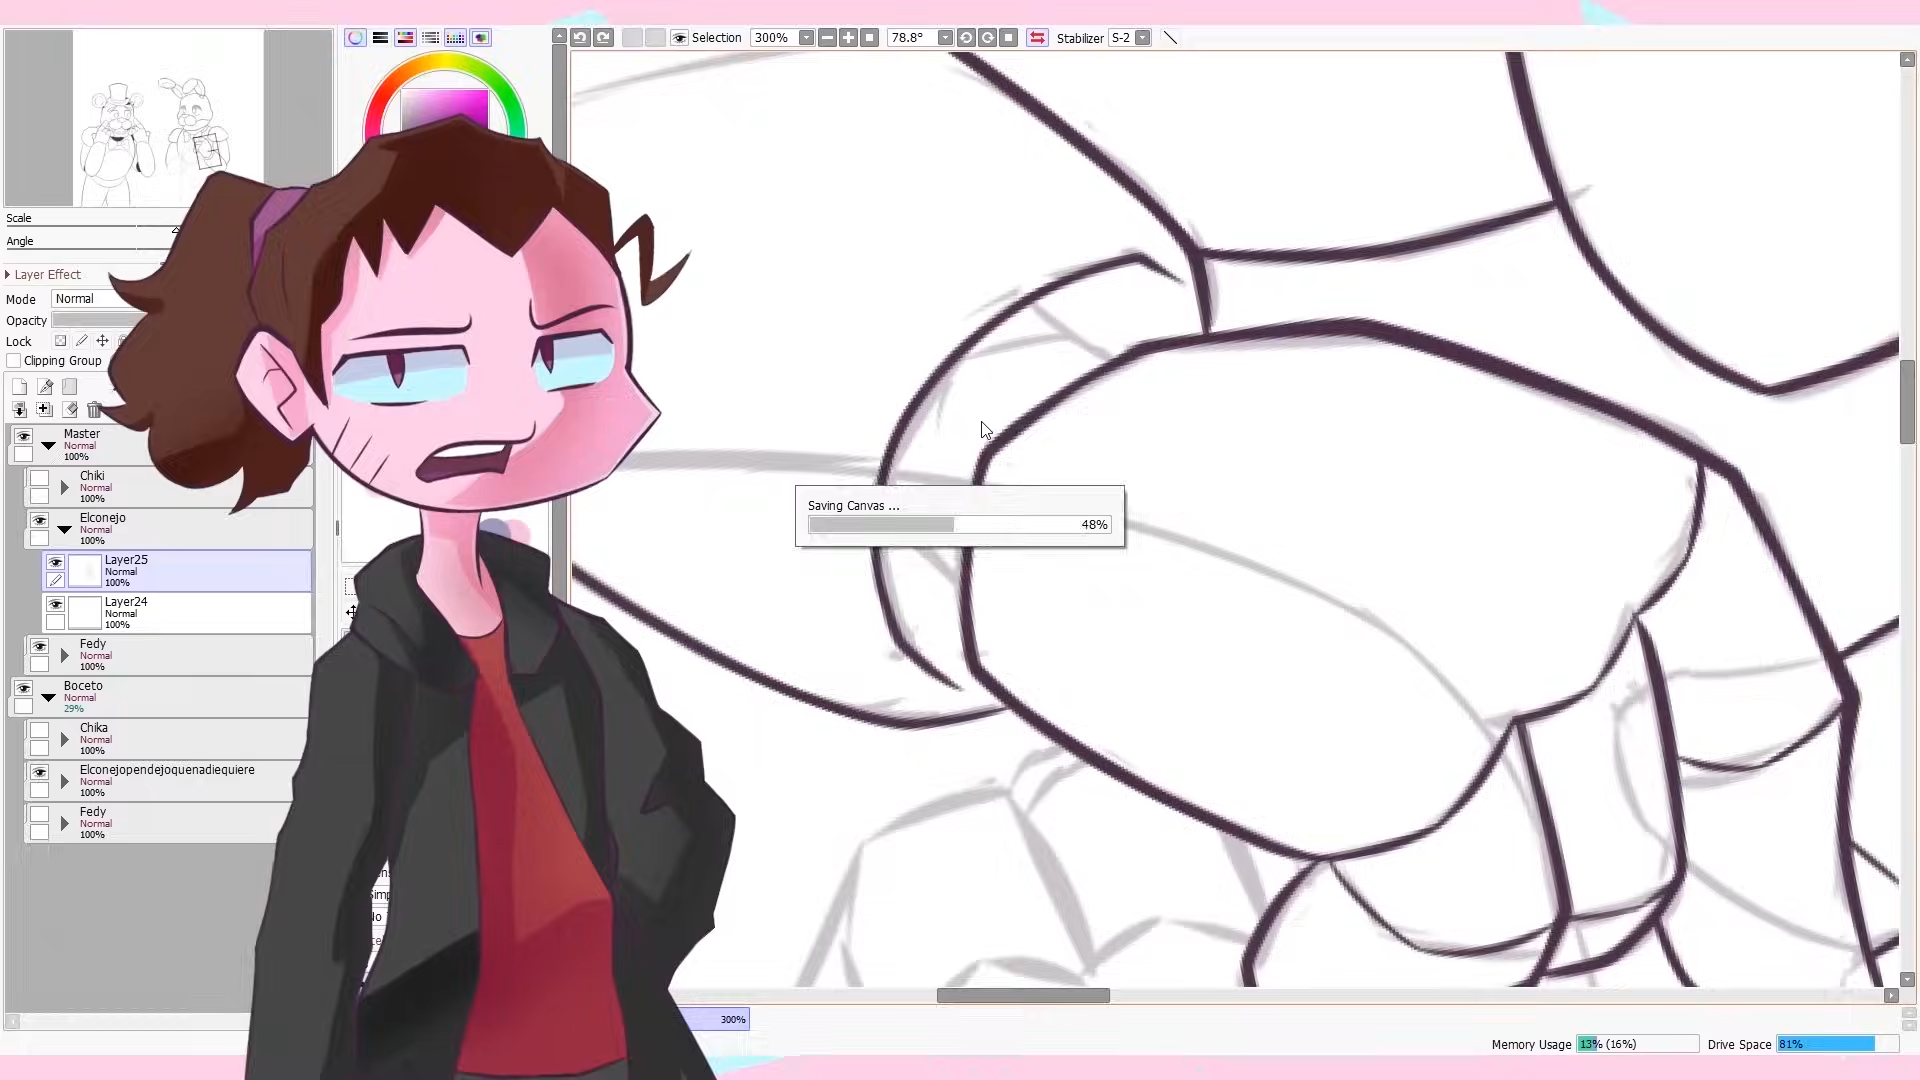 Selection 300% 78.8° Stabilizer S-2
Scale
Angle
Layer Effect
Mode Normal
Opacity
Lock
Clipping Group
Master
Normal
100%
Chiki
Normal
100%
Elconejo
Normal
100%
Layer25
Normal
100%
Layer24
Normal
100%
Fedy
Normal
100%
Boceto
Normal
29%
Chika
Normal
100%
Elconejopendejoquenadiequiere
Normal
100%
Fedy
Normal
100%
Saving Canvas ...
48%
300%
Memory Usage 13% (16%) Drive Space 81%